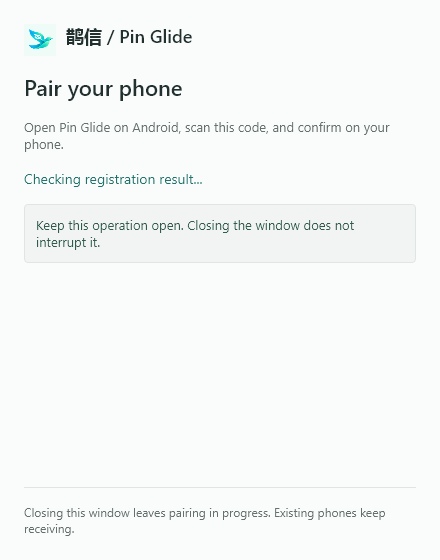 鹊信 / Pin Glide
Pair your phone
Open Pin Glide on Android, scan this code, and confirm on your
phone.
Checking registration result...
Keep this operation open. Closing the window does not
interrupt it.
Closing this window leaves pairing in progress. Existing phones keep
receiving.